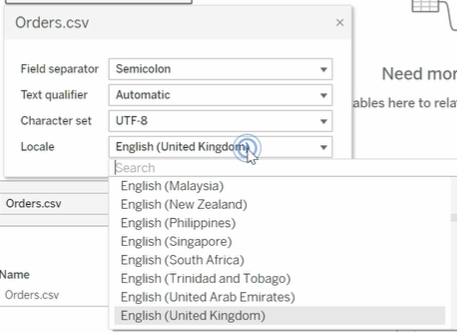 Orders.csv
Need mor
ables here to rela
Field separator Semicolon
Text qualifier Automatic
Character set UTF-8
Locale English (United Kingdom)
Search
English (Malaysia)
English (New Zealand)
English (Philippines)
English (Singapore)
English (South Africa)
English (Trinidad and Tobago)
English (United Arab Emirates)
English (United Kingdom)
Orders.csv
Name
Orders.csv